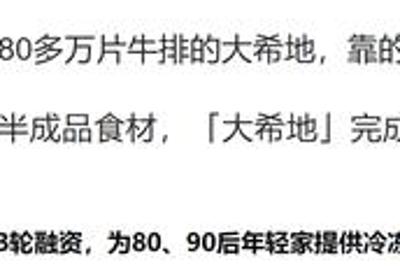 80多万片牛排的大希地，靠的
半成品食材，「大希地」完成
3轮融资，为80、90后年轻家提供冷冻